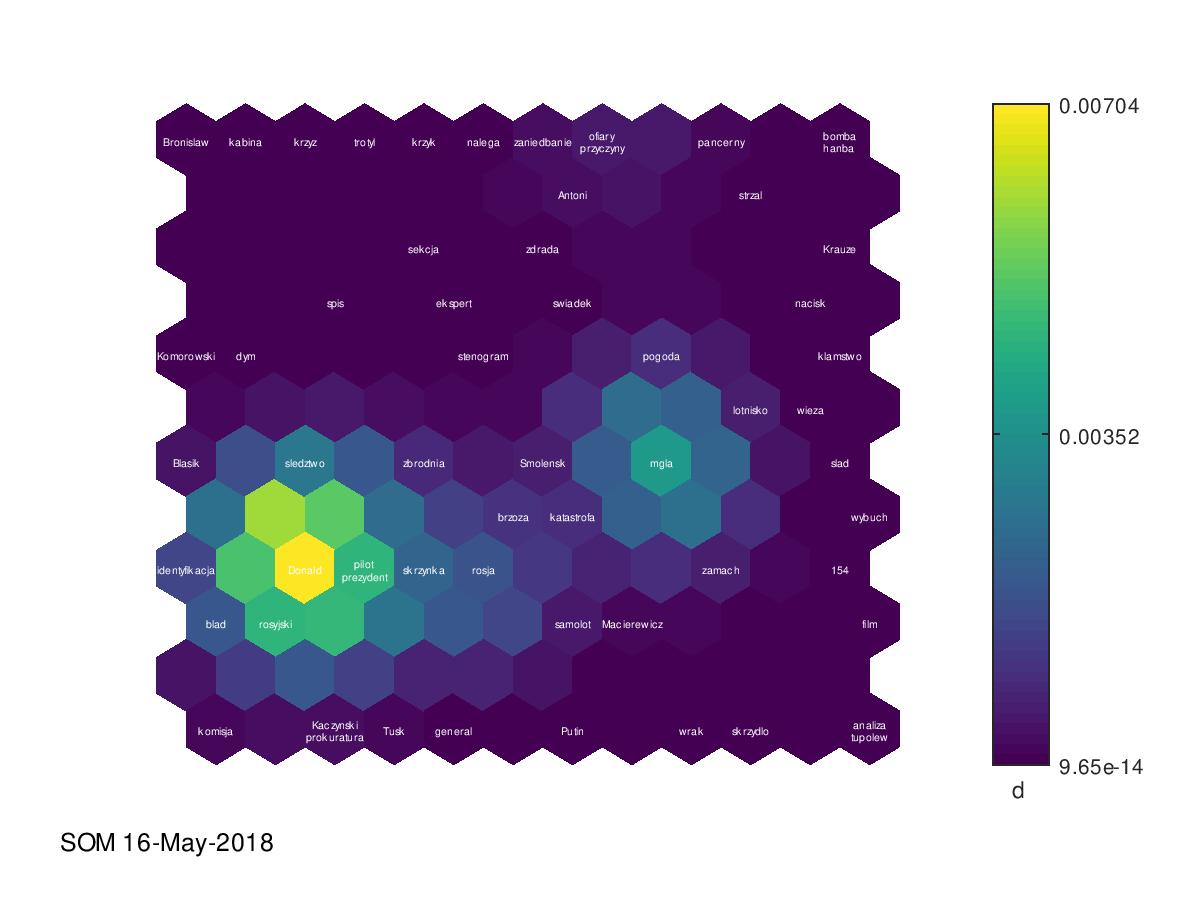 0.00704
Bronislaw kabina krzyz trotyl krzyk nalega zaniedbanie ofiary przyczyny pancerny bomba hanba
Antoni strzal
sekcja zdrada Krauze
spis ekspert swiadek nacisk
Komorowski dym stenogram pogoda klamstwo
lotnisko wieza
0.00352
Blasik sledztwo zbrodnia Smolensk mgla slad
brzoza katastrofa wybuch
identyfikacja Donald pilot prezydent skrzynka rosja zamach 154
blad rosyjski samolot Macierewicz film
komisja Kaczynski prokuratura Tusk general Putin wrak skrzydlo analiza tupolew
9.65e-14
d
SOM 16-May-2018